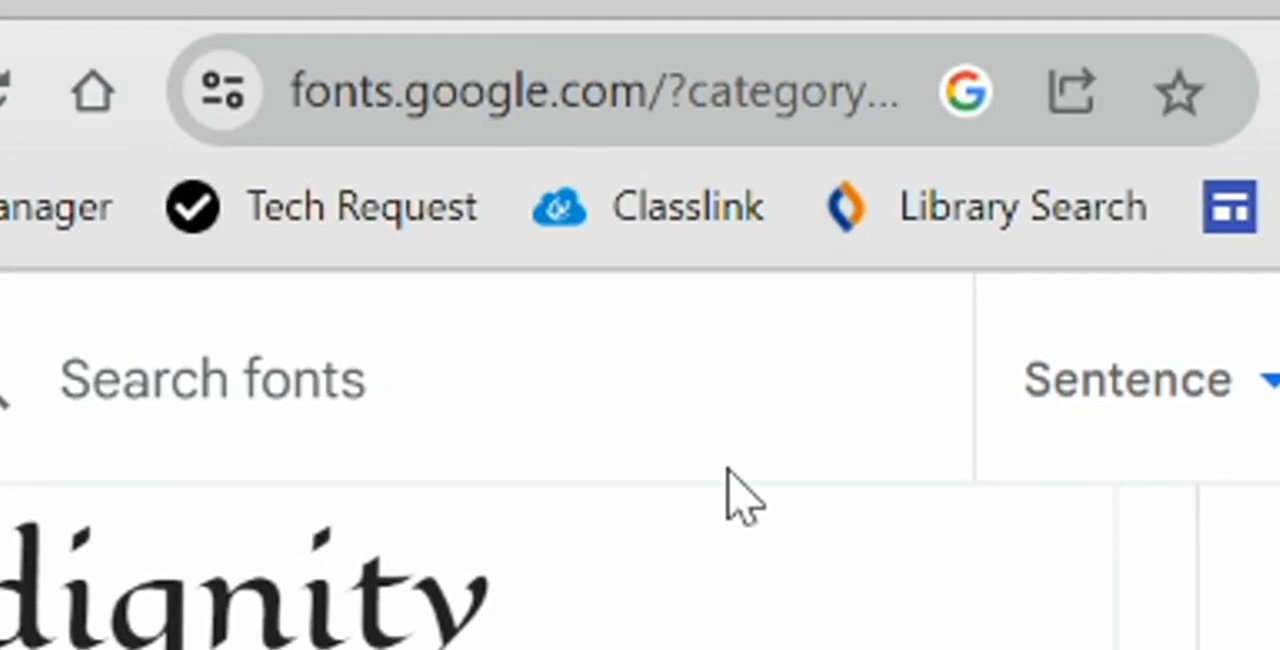 fonts.google.com/?category...
anager Tech Request Classlink Library Search
Search fonts Sentence
dignity